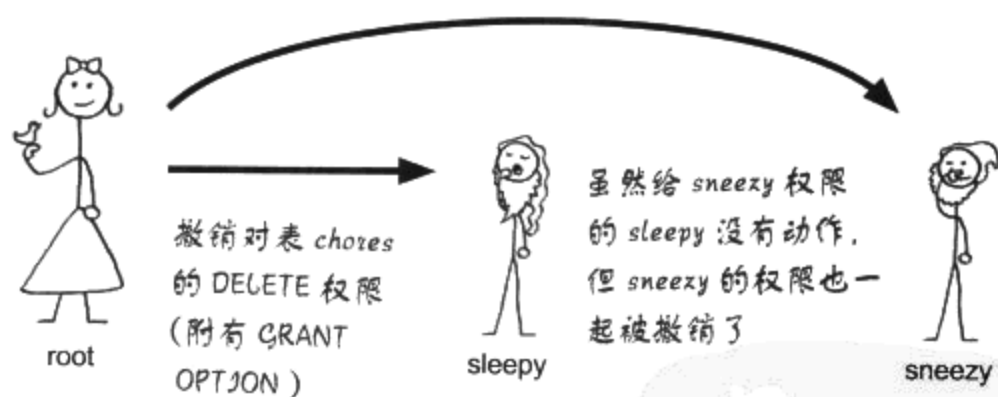 撤销对表 chores
的 DELETE 权限
(附有 GRANT
OPTION)
虽然给 sneezy 权限
的 sleepy 没有动作,
但 sneezy 的权限也一
起被撤销了
root
sleepy
sneezy